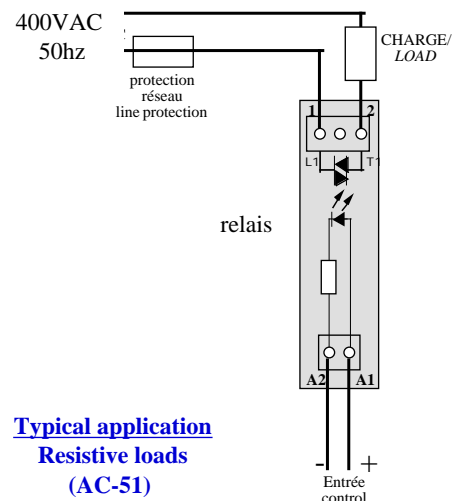 400VAC
50hz
protection
réseau
line protection
CHARGE/
LOAD
1 2
L1 T1
relais
A2 A1
- +
Entrée
control
Typical application
Resistive loads
(AC-51)